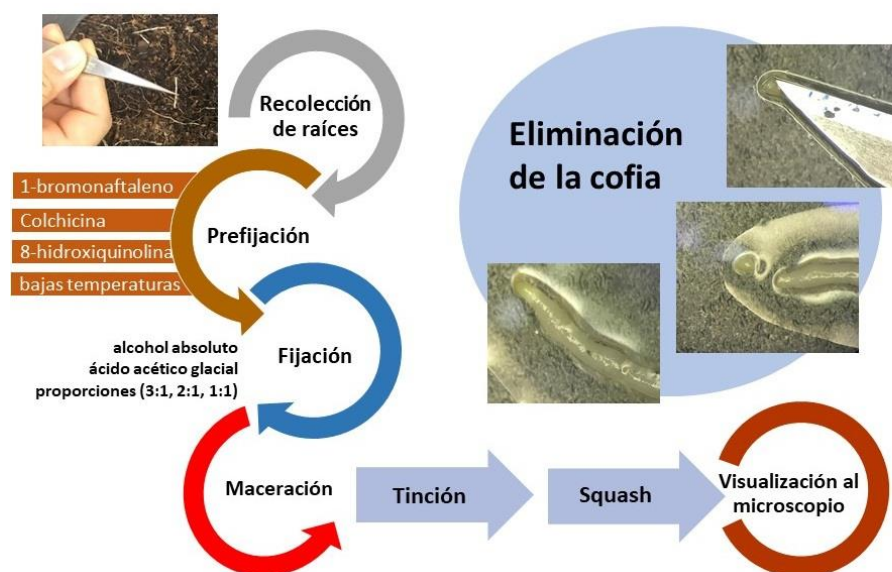 Recolección
de raíces
Eliminación
de la cofia
1-bromonaftaleno
Colchicina
8-hidroxiquinolina
bajas temperaturas
Prefijación
alcohol absoluto
ácido acético glacial
proporciones (3:1, 2:1, 1:1)
Fijación
Maceración
Tinción
Squash
Visualización al
microscopio